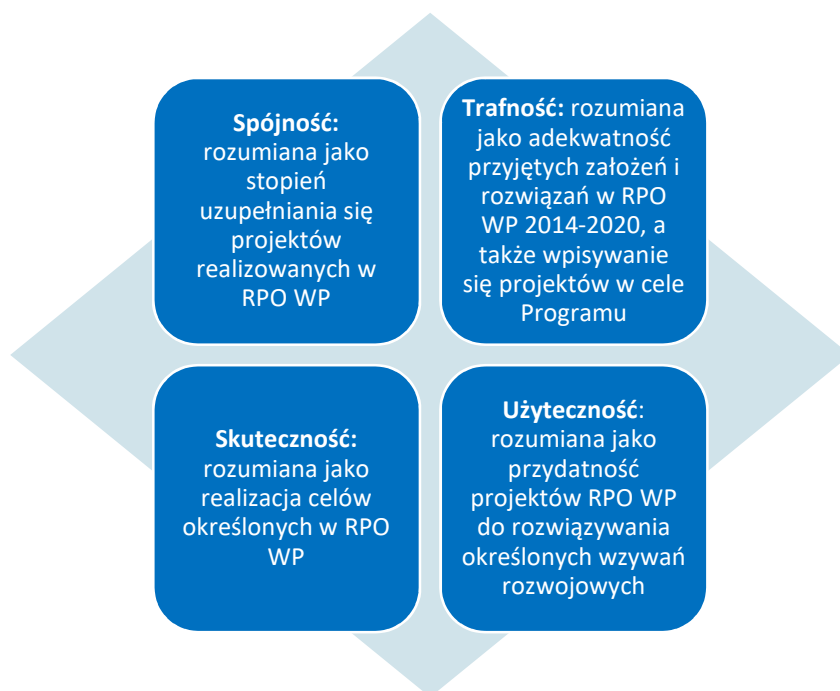 Spójność:
rozumiana jako
stopień
uzupełniania się
projektów
realizowanych w
RPO WP
Trafność: rozumiana
jako adekwatność
przyjętych założeń i
rozwiązań w RPO
WP 2014-2020, a
także wpisywanie
się projektów w cele
Programu
Skuteczność:
rozumiana jako
realizacja celów
określonych w RPO
WP
Użyteczność:
rozumiana jako
przydatność
projektów RPO WP
do rozwiązywania
określonych wzywań
rozwojowych